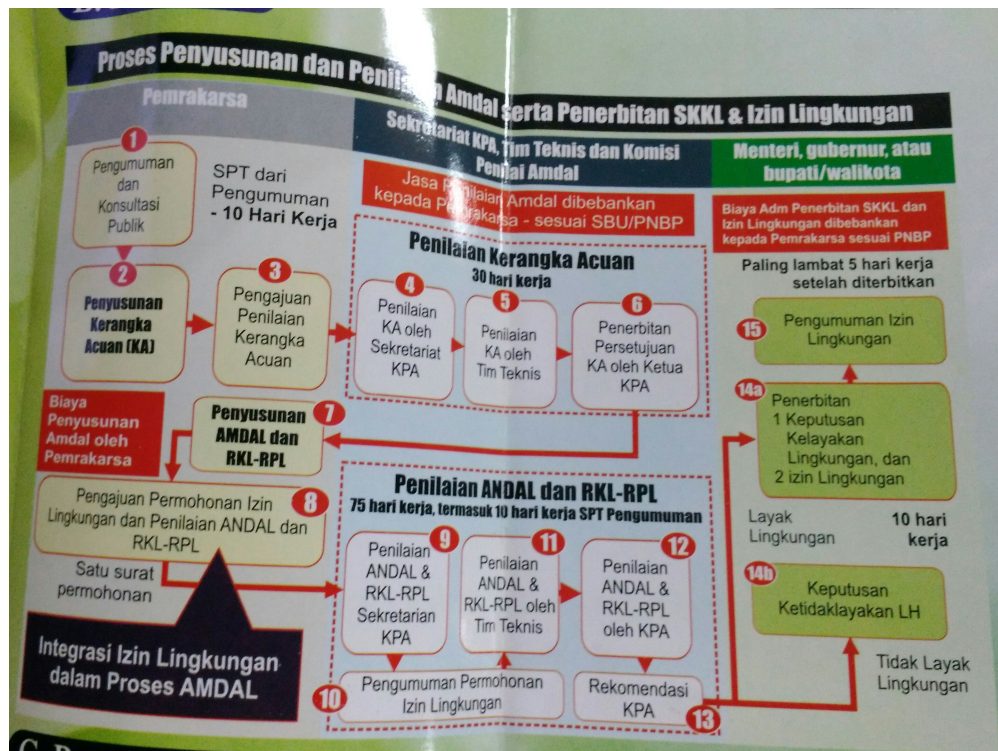 Proses Penyusunan dan Penilaian Amdal serta Penerbitan SKKL & Izin Lingkungan
Pemrakarsa
1
Pengumuman
dan
Konsultasi
Publik
SPT dari
Pengumuman
- 10 Hari Kerja
2
Penyusunan
Kerangka
Acuan (KA)
3
Pengajuan
Penilaian
Kerangka
Acuan
Sekretariat KPA, Tim Teknis dan Komisi
Penilai Amdal
Jasa Penilaian Amdal dibebankan
kepada Pemrakarsa - sesuai SBU/PNBP
Penilaian Kerangka Acuan
30 hari kerja
4
Penilaian
KA oleh
Sekretariat
KPA
5
Penilaian
KA oleh
Tim Teknis
6
Penerbitan
Persetujuan
KA oleh Ketua
KPA
Biaya
Penyusunan
Amdal oleh
Pemrakarsa
7
Penyusunan
AMDAL dan
RKL-RPL
8
Pengajuan Permohonan Izin
Lingkungan dan Penilaian ANDAL dan
RKL-RPL
Satu surat
permohonan
Integrasi Izin Lingkungan
dalam Proses AMDAL
Penilaian ANDAL dan RKL-RPL
75 hari kerja, termasuk 10 hari kerja SPT Pengumuman
9
Penilaian
ANDAL &
RKL-RPL
Sekretarian
KPA
10
Pengumuman Permohonan
Izin Lingkungan
11
Penilaian
ANDAL &
RKL-RPL oleh
Tim Teknis
12
Penilaian
ANDAL &
RKL-RPL
oleh KPA
Rekomendasi
KPA
13
Menteri, gubernur, atau
bupati/walikota
Biaya Adm Penerbitan SKKL dan
Izin Lingkungan dibebankan
kepada Pemrakarsa sesuai PNBP
Paling lambat 5 hari kerja
setelah diterbitkan
15
Pengumuman Izin
Lingkungan
14a
Penerbitan
1 Keputusan
Kelayakan
Lingkungan, dan
2 izin Lingkungan
Layak
Lingkungan
10 hari
kerja
14b
Keputusan
Ketidaklayakan LH
Tidak Layak
Lingkungan